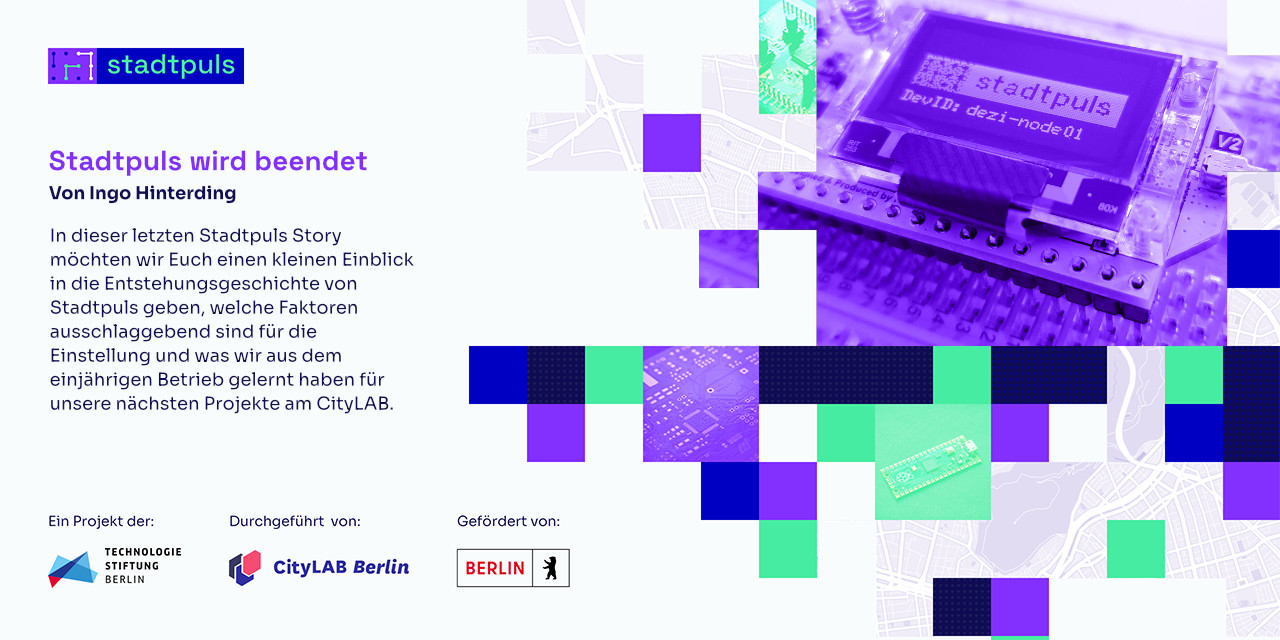 stadtpuls
Stadtpuls wird beendet
Von Ingo Hinterding
In dieser letzten Stadtpuls Story
möchten wir Euch einen kleinen Einblick
in die Entstehungsgeschichte von
Stadtpuls geben, welche Faktoren
ausschlaggebend sind für die
Einstellung und was wir aus dem
einjährigen Betrieb gelernt haben für
unsere nächsten Projekte am CityLAB.
Ein Projekt der:
TECHNOLOGIE
STIFTUNG
BERLIN
Durchgeführt von:
CityLAB Berlin
Gefördert von:
BERLIN
stadtpuls
DevID: dezi-node01
V2
& Produced by